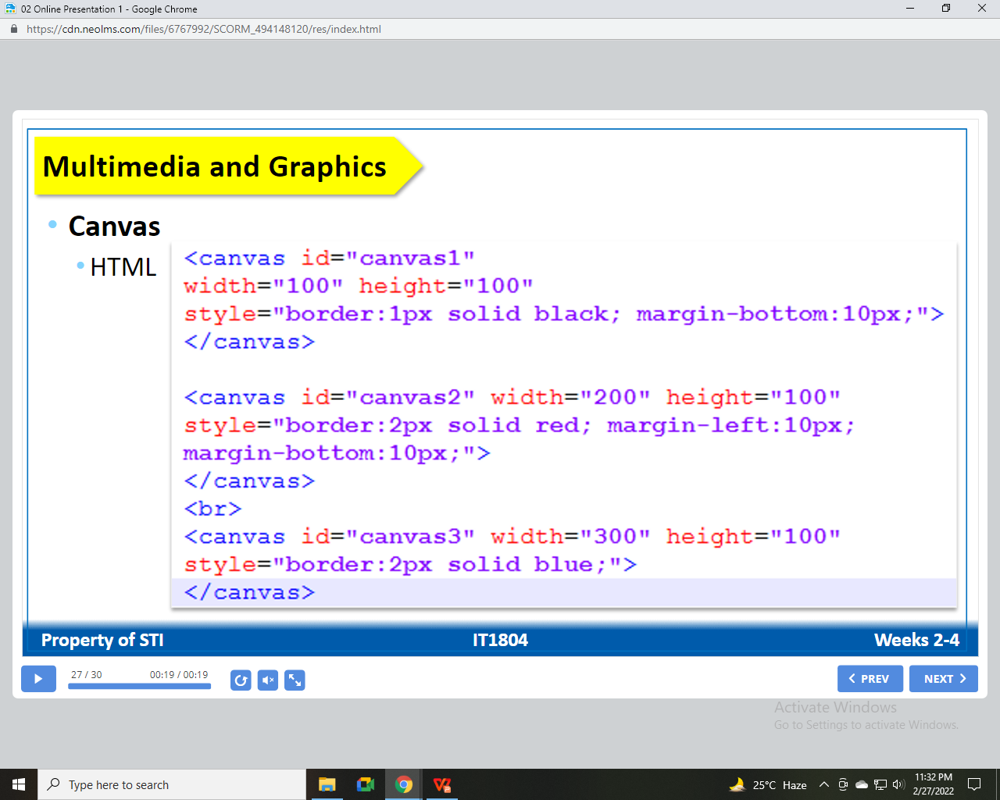 02 Online Presentation 1 - Google Chrome
https://cdn.neolms.com/files/6767992/SCORM_494148120/res/index.html
Multimedia and Graphics
Canvas
HTML
<canvas id="canvas1"
width="100" height="100"
style="border:1px solid black; margin-bottom:10px;">
</canvas>
<canvas id="canvas2" width="200" height="100"
style="border:2px solid red; margin-left:10px;
margin-bottom:10px;">
</canvas>
<br>
<canvas id="canvas3" width="300" height="100"
style="border:2px solid blue;">
</canvas>
Property of STI IT1804 Weeks 2-4
27 / 30 00:19 / 00:19
PREV NEXT
Activate Windows
Go to Settings to activate Windows.
Type here to search
25°C Haze
11:32 PM
2/27/2022